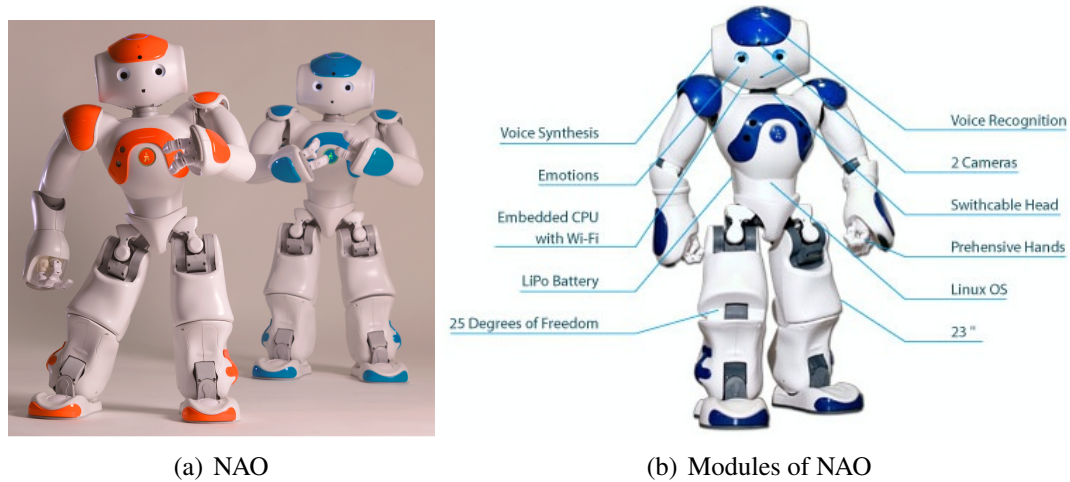 Voice Synthesis
Emotions
Embedded CPU
with Wi-Fi
LiPo Battery
25 Degrees of Freedom
Voice Recognition
2 Cameras
Swithcable Head
Prehensive Hands
Linux OS
23 "
(a) NAO
(b) Modules of NAO